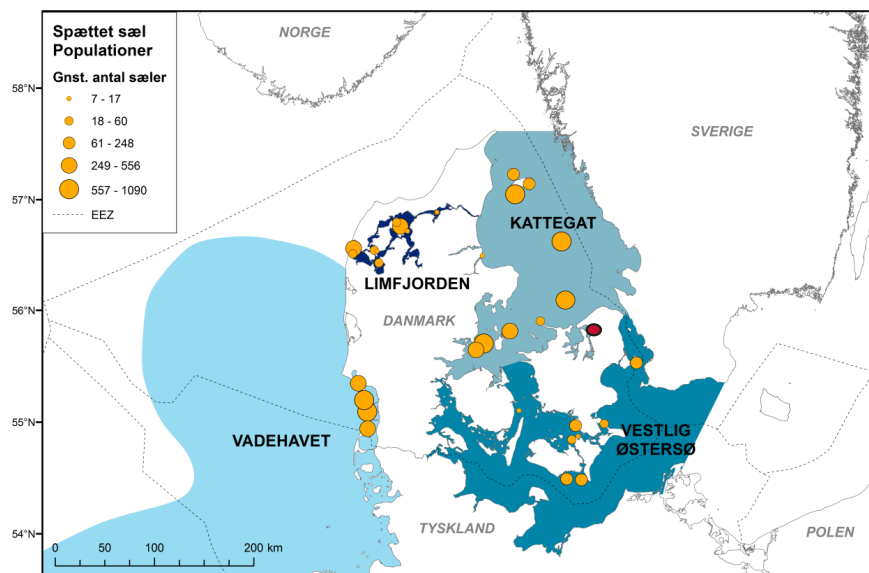 Spættet sæl
Populationer
Gnst. antal sæler
7 - 17
18 - 60
61 - 248
249 - 556
557 - 1090
EEZ
NORGE
SVERIGE
KATTEGAT
LIMFJORDEN
DANMARK
VADEHAVET
VESTLIG
ØSTERSØ
TYSKLAND
POLEN
58°N
57°N
56°N
55°N
54°N
0 50 100 200 km